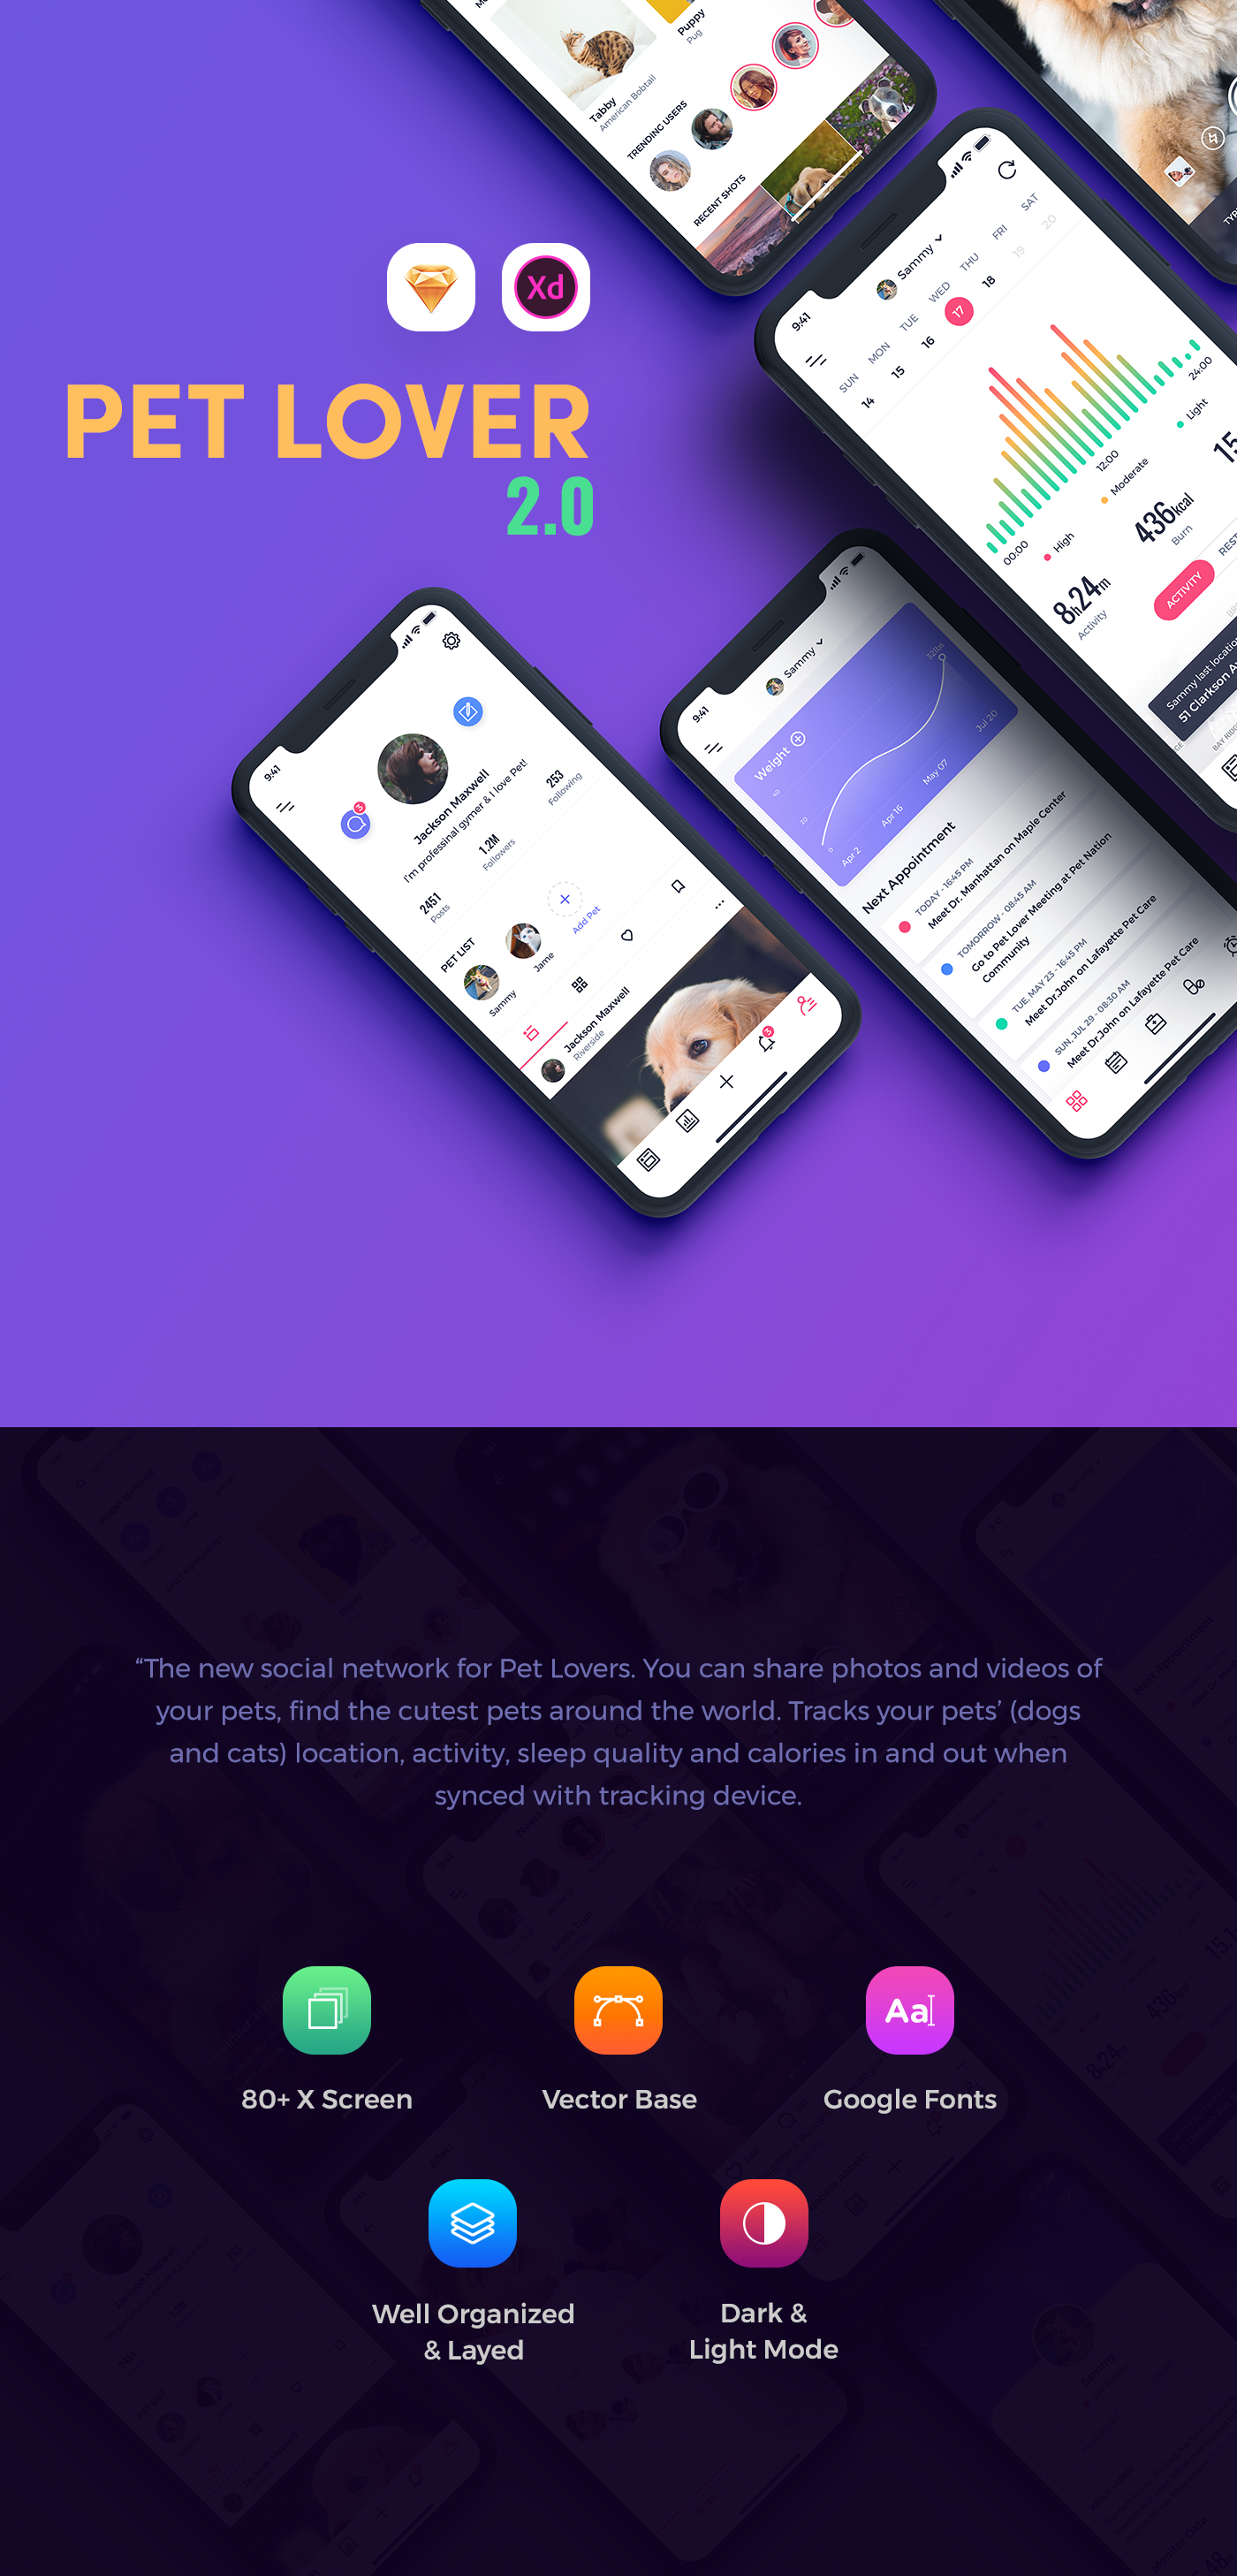 Puppy
Pug
Tabby
American Bobtail
TRENDING USERS
RECENT SHOTS
Xd
PET LOVER
2.0
9:41
Sammy
SUN MON TUE WED THU FRI SAT
14 15 16 17 18 19 20
00:00 12:00 24:00
High Moderate Light
8h24m
Activity
436kcal
Burn
15
ACTIVITY REST
Sammy last location
51 Clarkson A
9:41
Jackson Maxwell
I'm professinal gymer & I love Pet!
2451
Posts
1.2M
Followers
253
Following
3
PET LIST
Sammy
Jame
Add Pet
Jackson Maxwell
Riverside
3
9:41
Sammy
Weight
32lbs
40
20
0
Apr 2 Apr 16 May 07 Jul 20
Next Appointment
TODAY - 16:45 PM
Meet Dr. Manhattan on Maple Center
TOMORROW - 08:45 AM
Go to Pet Lover Meeting at Pet Nation
Community
TUE, MAY 23 - 16:45 PM
Meet Dr.John on Lafayette Pet Care
SUN, JUL 29 - 08:30 AM
Meet Dr.John on Lafayette Pet Care
“The new social network for Pet Lovers. You can share photos and videos of
your pets, find the cutest pets around the world. Tracks your pets’ (dogs
and cats) location, activity, sleep quality and calories in and out when
synced with tracking device.
Aa
80+ X Screen
Vector Base
Google Fonts
Well Organized
& Layed
Dark &
Light Mode